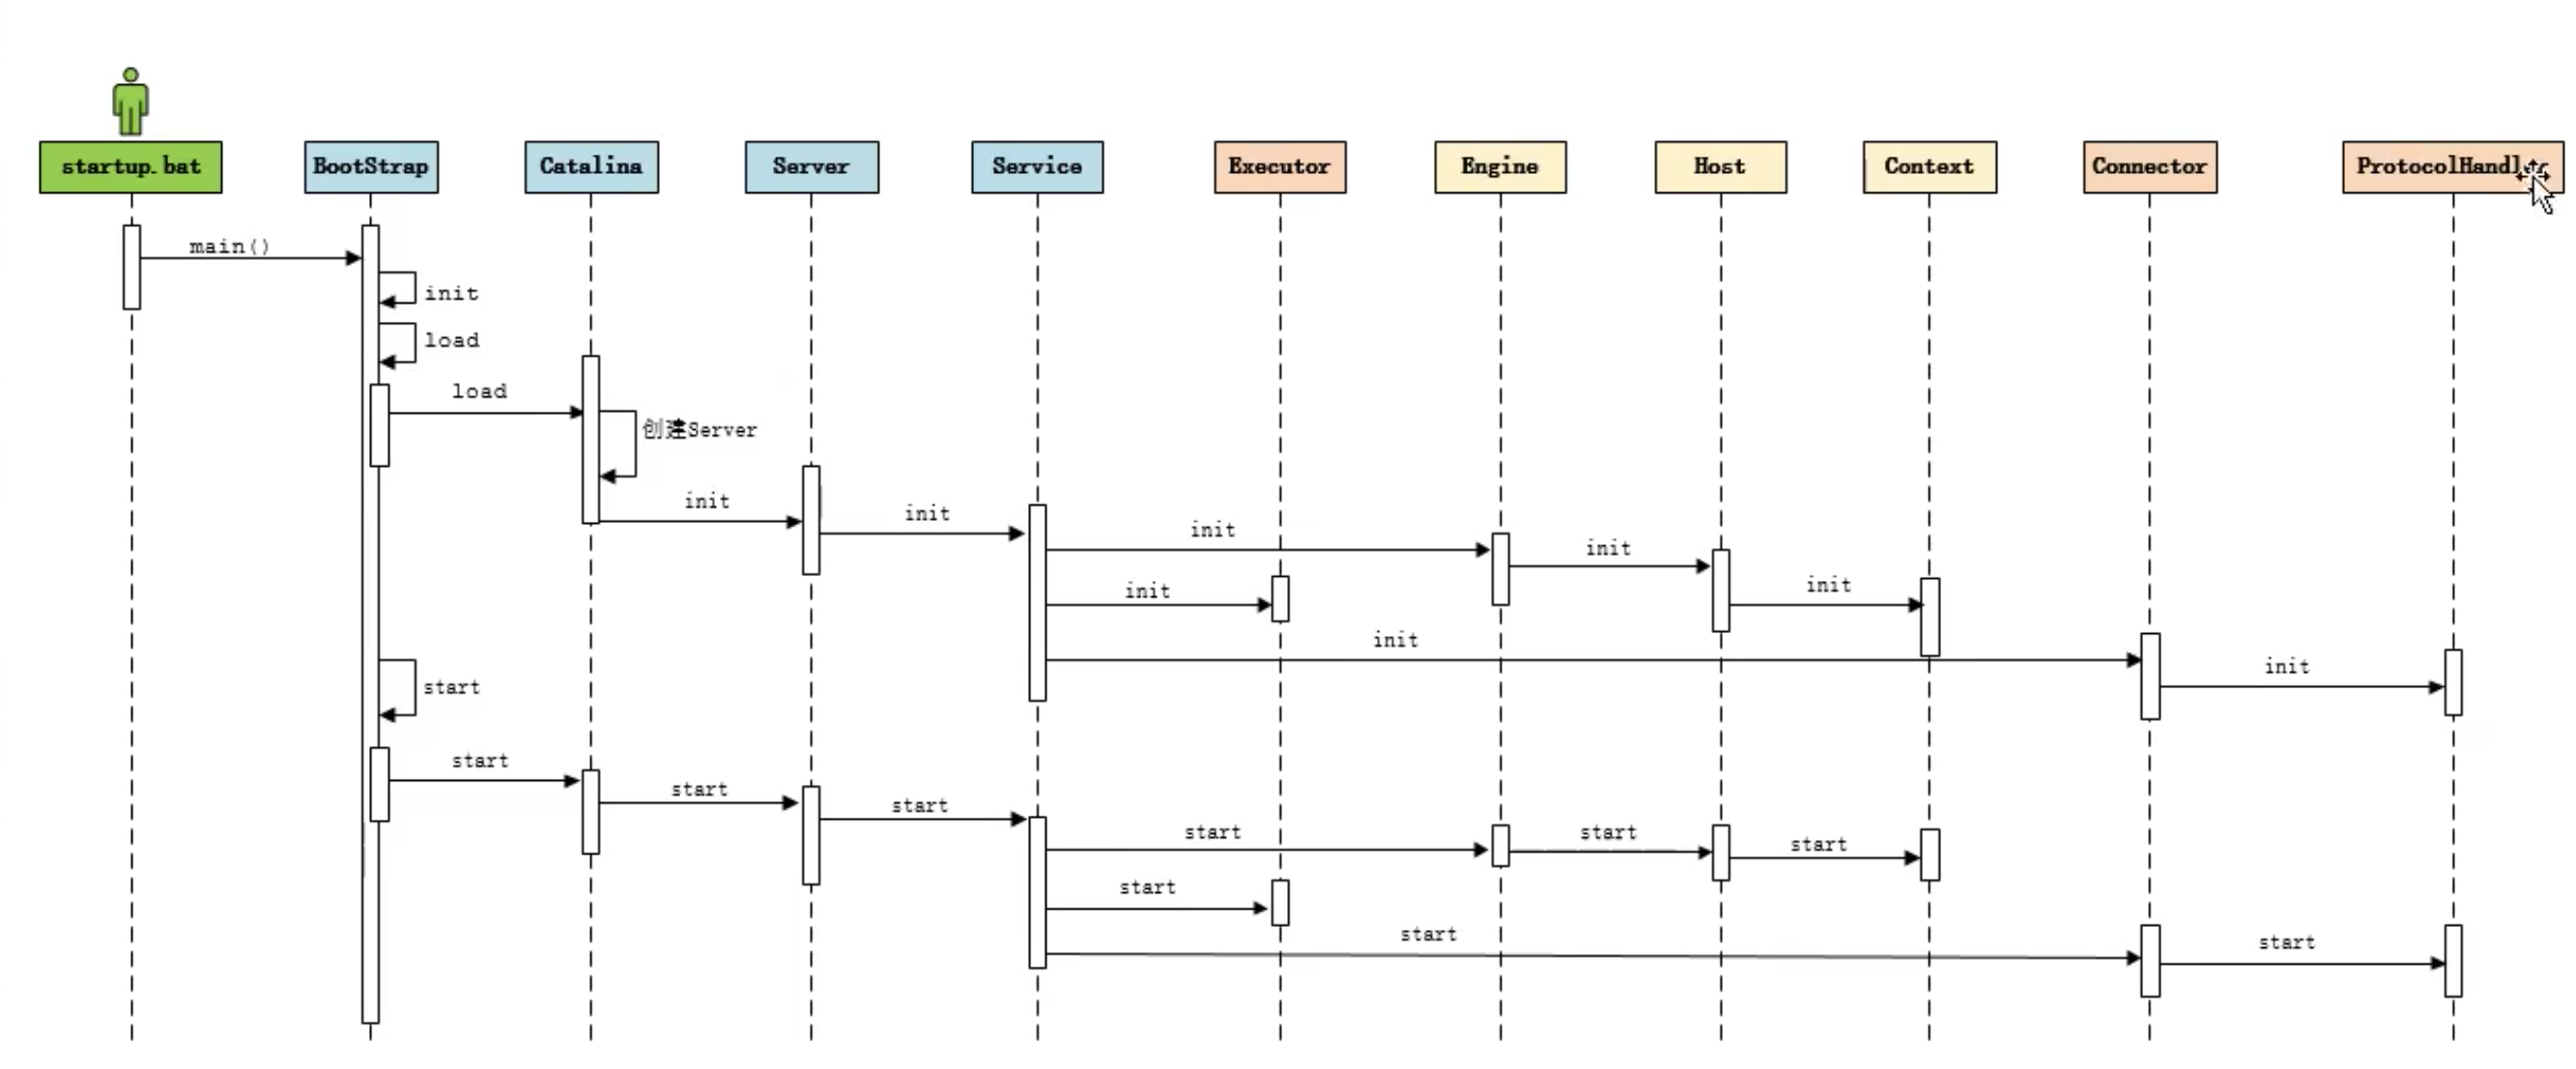 startup.bat
BootStrap
Catalina
Server
Service
Executor
Engine
Host
Context
Connector
ProtocolHandler
main()
init
load
load
创建Server
init
init
init
init
init
init
init
init
start
start
start
start
start
start
start
start
start
start